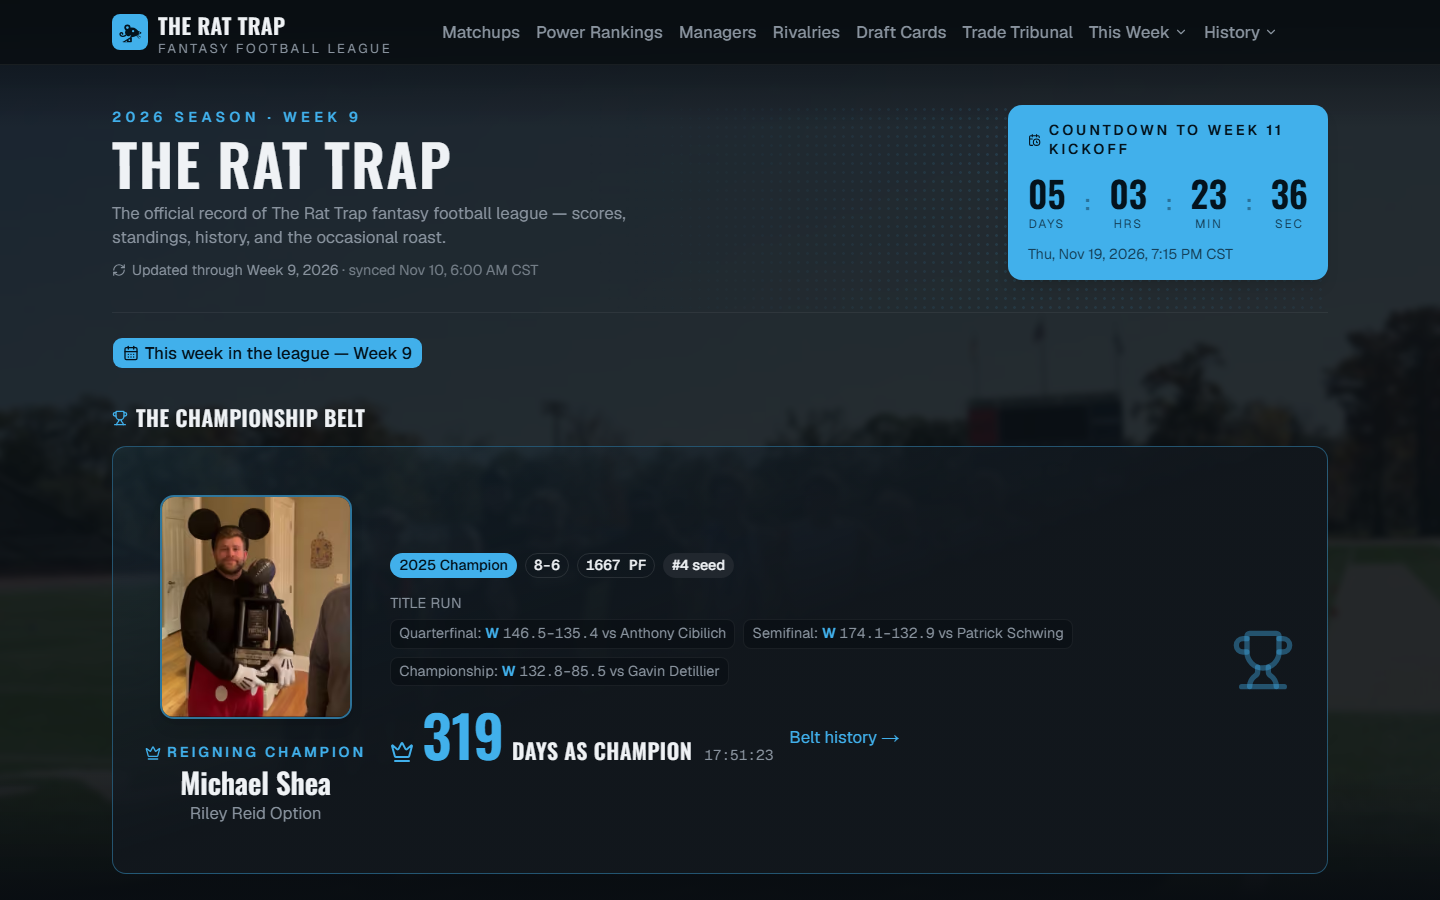 THE RAT TRAP
FANTASY FOOTBALL LEAGUE
Matchups Power Rankings Managers Rivalries Draft Cards Trade Tribunal This Week History
2026 SEASON · WEEK 9
THE RAT TRAP
The official record of The Rat Trap fantasy football league — scores,
standings, history, and the occasional roast.
Updated through Week 9, 2026 · synced Nov 10, 6:00 AM CST
COUNTDOWN TO WEEK 11
KICKOFF
05 : 03 : 23 : 36
DAYS HRS MIN SEC
Thu, Nov 19, 2026, 7:15 PM CST
This week in the league — Week 9
THE CHAMPIONSHIP BELT
REIGNING CHAMPION
Michael Shea
Riley Reid Option
2025 Champion 8-6 1667 PF #4 seed
TITLE RUN
Quarterfinal: W 146.5-135.4 vs Anthony Cibilich
Semifinal: W 174.1-132.9 vs Patrick Schwing
Championship: W 132.8-85.5 vs Gavin Detillier
319 DAYS AS CHAMPION 17:51:23
Belt history →